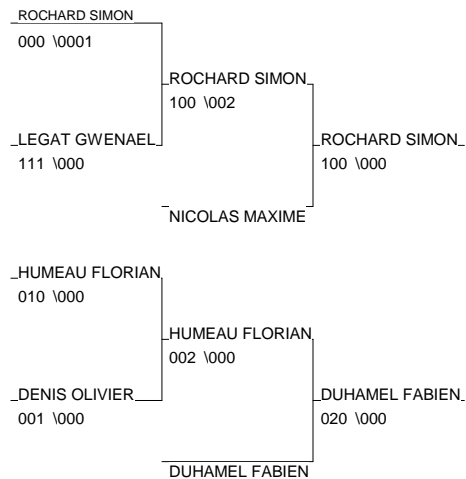 ROCHARD SIMON
000 \0001
ROCHARD SIMON
100 \002
LEGAT GWENAEL
111 \000
ROCHARD SIMON
100 \000
NICOLAS MAXIME
HUMEAU FLORIAN
010 \000
HUMEAU FLORIAN
002 \000
DENIS OLIVIER
001 \000
DUHAMEL FABIEN
020 \000
DUHAMEL FABIEN